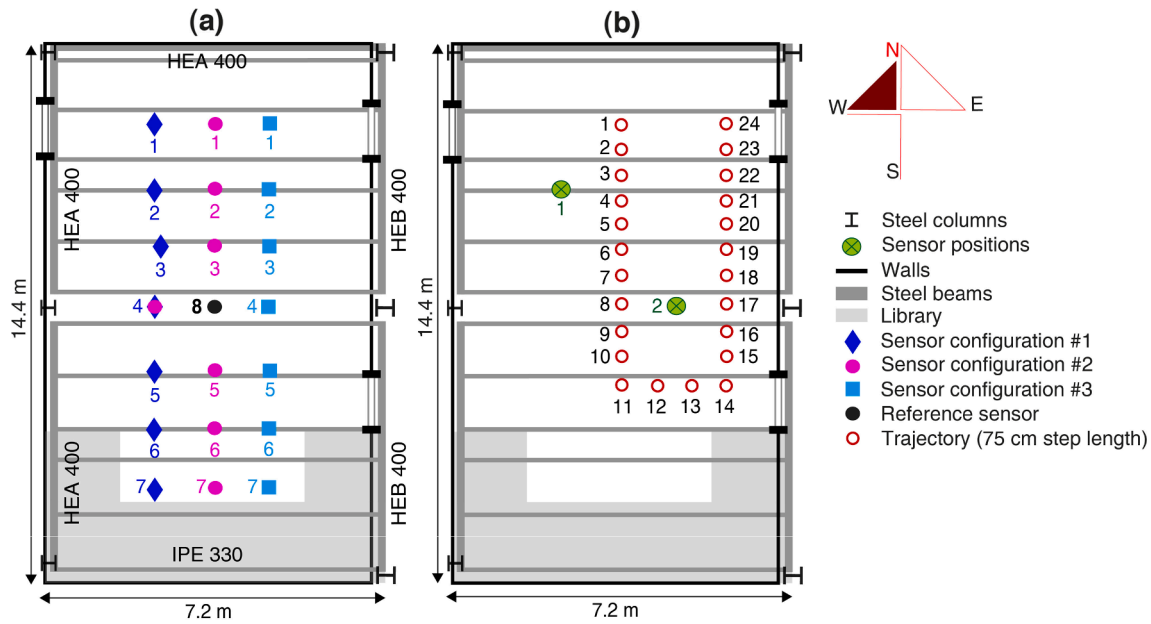 (a)
(b)
HEA 400
1 1 1
2 2 2
3 3 3
4 8 4
5 5 5
6 6 6
7 7 7
HEA 400
HEB 400
HEA 400
HEB 400
IPE 330
14.4 m
7.2 m
1 24
2 23
3 22
4 21
5 20
6 19
7 18
8 17
9 16
10 15
11 12 13 14
1
2
14.4 m
7.2 m
N
W E
S
Steel columns
Sensor positions
Walls
Steel beams
Library
Sensor configuration #1
Sensor configuration #2
Sensor configuration #3
Reference sensor
Trajectory (75 cm step length)